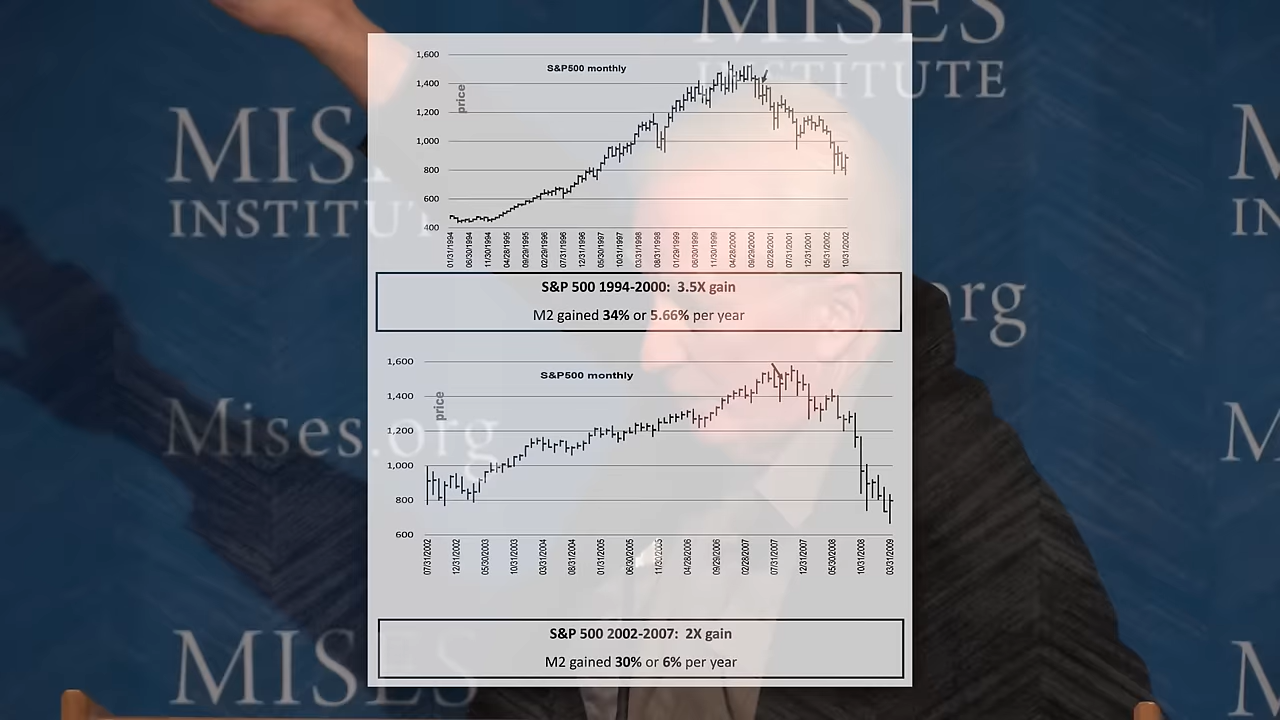 MISES
INSTITUTE
MIS
INSTITU
Mises.org
MISES
.org
M
IN
M
M
1,600
1,400
1,200
1,000
800
600
400
price
S&P500 monthly
01/31/1994
06/30/1994
11/30/1994
04/28/1995
09/29/1995
02/29/1996
07/31/1996
12/31/1996
05/30/1997
10/31/1997
03/31/1998
08/31/1998
01/29/1999
06/30/1999
11/30/1999
04/28/2000
09/29/2000
02/28/2001
07/31/2001
12/31/2001
05/31/2002
10/31/2002
S&P 500 1994-2000: 3.5X gain
M2 gained 34% or 5.66% per year
1,600
1,400
1,200
1,000
800
600
price
S&P500 monthly
07/31/2002
12/31/2002
05/30/2003
10/31/2003
03/31/2004
08/31/2004
01/31/2005
06/30/2005
11/30/2005
04/28/2006
09/29/2006
02/28/2007
07/31/2007
12/31/2007
05/30/2008
10/31/2008
03/31/2009
S&P 500 2002-2007: 2X gain
M2 gained 30% or 6% per year